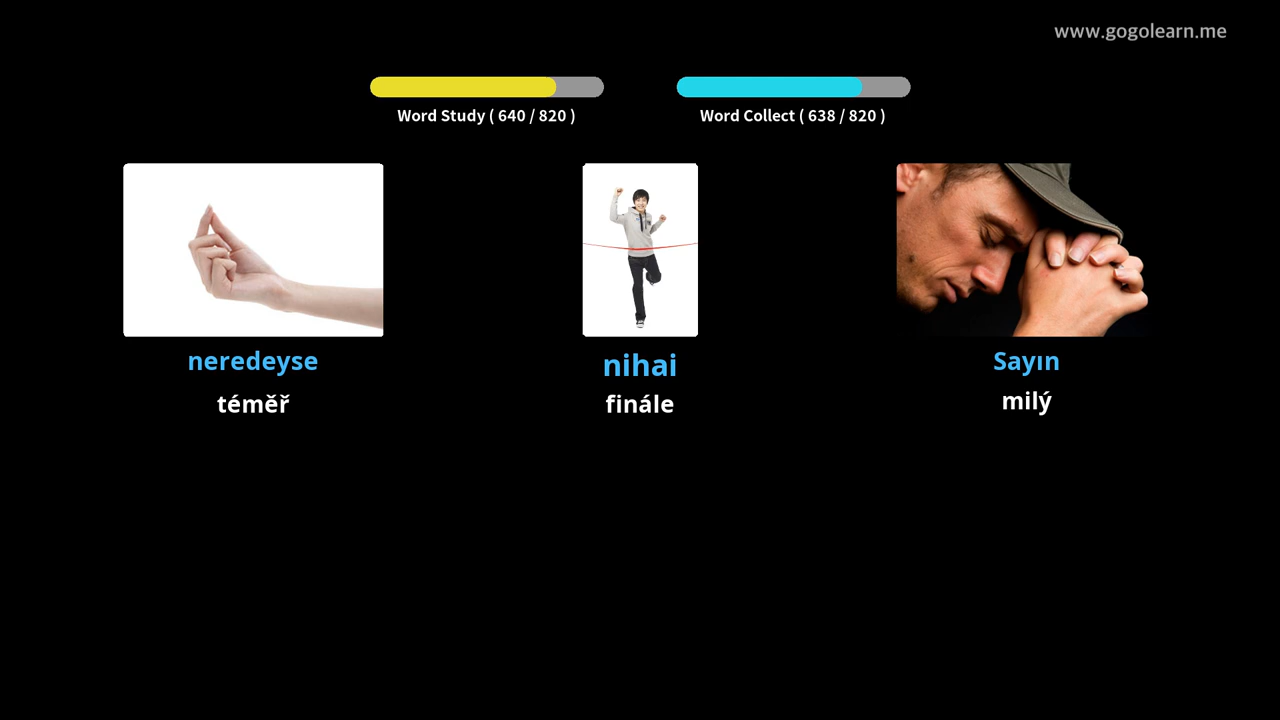 www.gogolearn.me
Word Study ( 640 / 820 )
Word Collect ( 638 / 820 )
neredeyse
téměř
nihai
finále
Sayın
milý